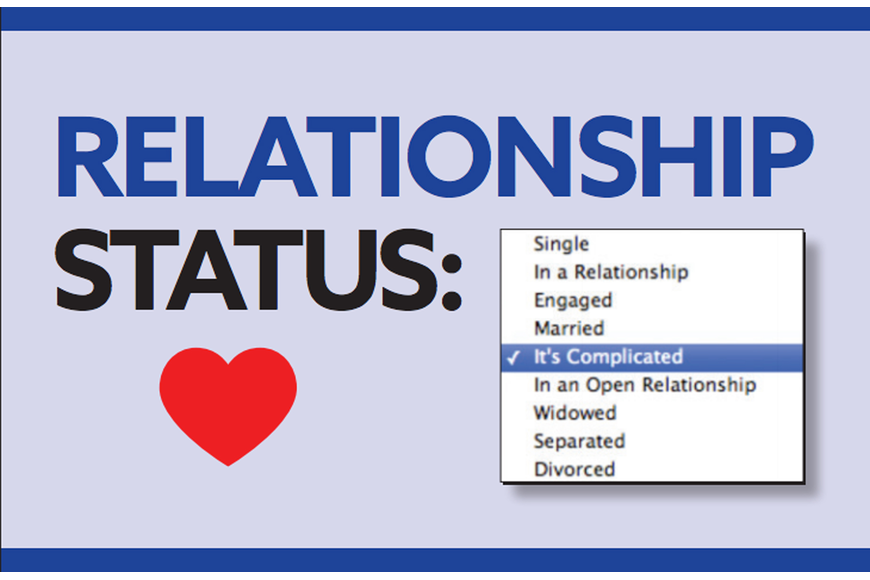 RELATIONSHIP
STATUS:
Single
In a Relationship
Engaged
Married
✓ It's Complicated
In an Open Relationship
Widowed
Separated
Divorced